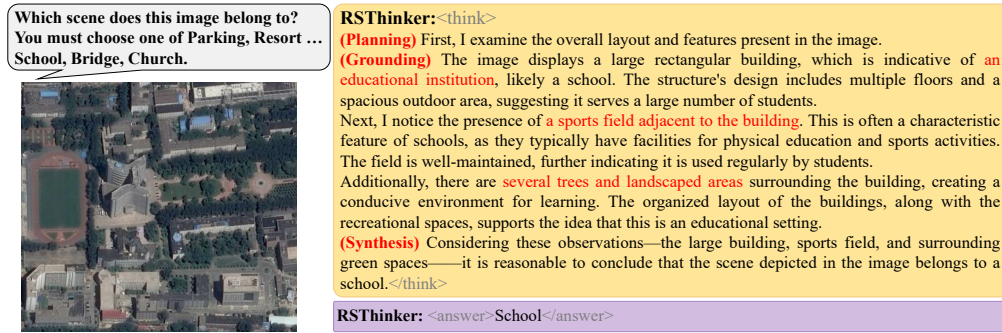 Which scene does this image belong to?
You must choose one of Parking, Resort …
School, Bridge, Church.
RSThinker:<think>
(Planning) First, I examine the overall layout and features present in the image.
(Grounding) The image displays a large rectangular building, which is indicative of an
educational institution, likely a school. The structure's design includes multiple floors and a
spacious outdoor area, suggesting it serves a large number of students.
Next, I notice the presence of a sports field adjacent to the building. This is often a characteristic
feature of schools, as they typically have facilities for physical education and sports activities.
The field is well-maintained, further indicating it is used regularly by students.
Additionally, there are several trees and landscaped areas surrounding the building, creating a
conducive environment for learning. The organized layout of the buildings, along with the
recreational spaces, supports the idea that this is an educational setting.
(Synthesis) Considering these observations—the large building, sports field, and surrounding
green spaces——it is reasonable to conclude that the scene depicted in the image belongs to a
school.</think>
RSThinker: <answer>School</answer>